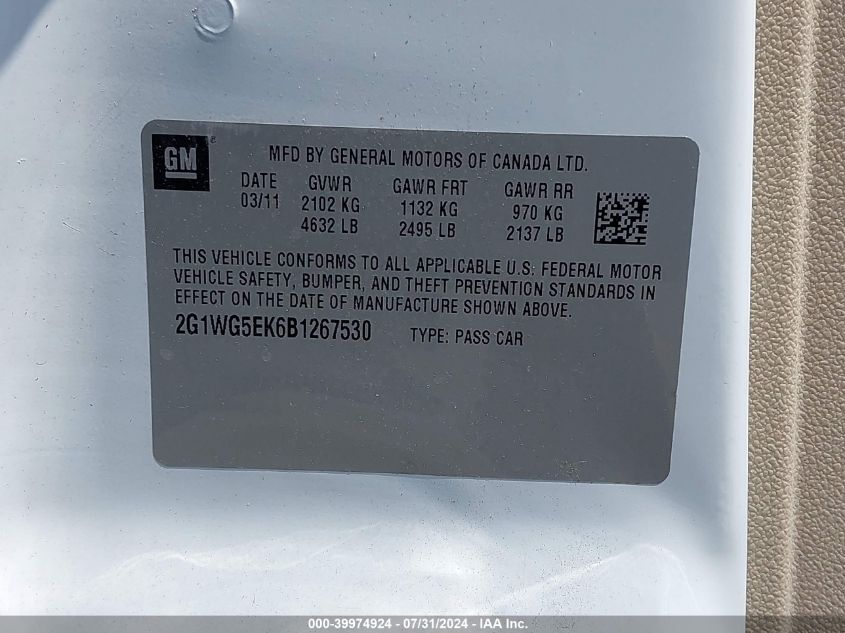 GM
MFD BY GENERAL MOTORS OF CANADA LTD.
DATE GVWR GAWR FRT GAWR RR
03/11 2102 KG 1132 KG 970 KG
4632 LB 2495 LB 2137 LB
THIS VEHICLE CONFORMS TO ALL APPLICABLE U.S. FEDERAL MOTOR
VEHICLE SAFETY, BUMPER, AND THEFT PREVENTION STANDARDS IN
EFFECT ON THE DATE OF MANUFACTURE SHOWN ABOVE.
2G1WG5EK6B1267530 TYPE: PASS CAR
000-39974924 - 07/31/2024 - IAA Inc.